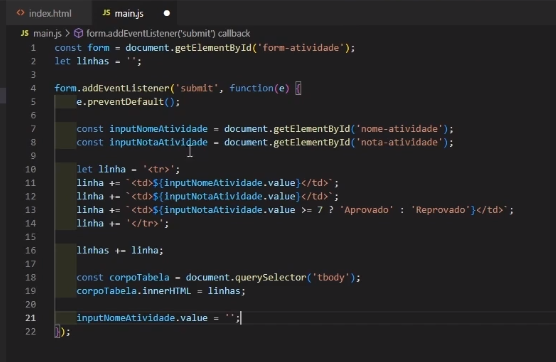 index.html
main.js
main.js > form.addEventListener('submit') callback
1 const form = document.getElementById('form-atividade');
2 let linhas = '';
3
4 form.addEventListener('submit', function(e) {
5 e.preventDefault();
6
7 const inputNomeAtividade = document.getElementById('nome-atividade');
8 const inputNotaAtividade = document.getElementById('nota-atividade');
9
10 let linha = '<tr>';
11 linha += `<td>${inputNomeAtividade.value}</td>`;
12 linha += `<td>${inputNotaAtividade.value}</td>`;
13 linha += `<td>${inputNotaAtividade.value >= 7 ? 'Aprovado' : 'Reprovado'}</td>`;
14 linha += '</tr>';
15
16 linhas += linha;
17
18 const corpoTabela = document.querySelector('tbody');
19 corpoTabela.innerHTML = linhas;
20
21 inputNomeAtividade.value = '';
22 });